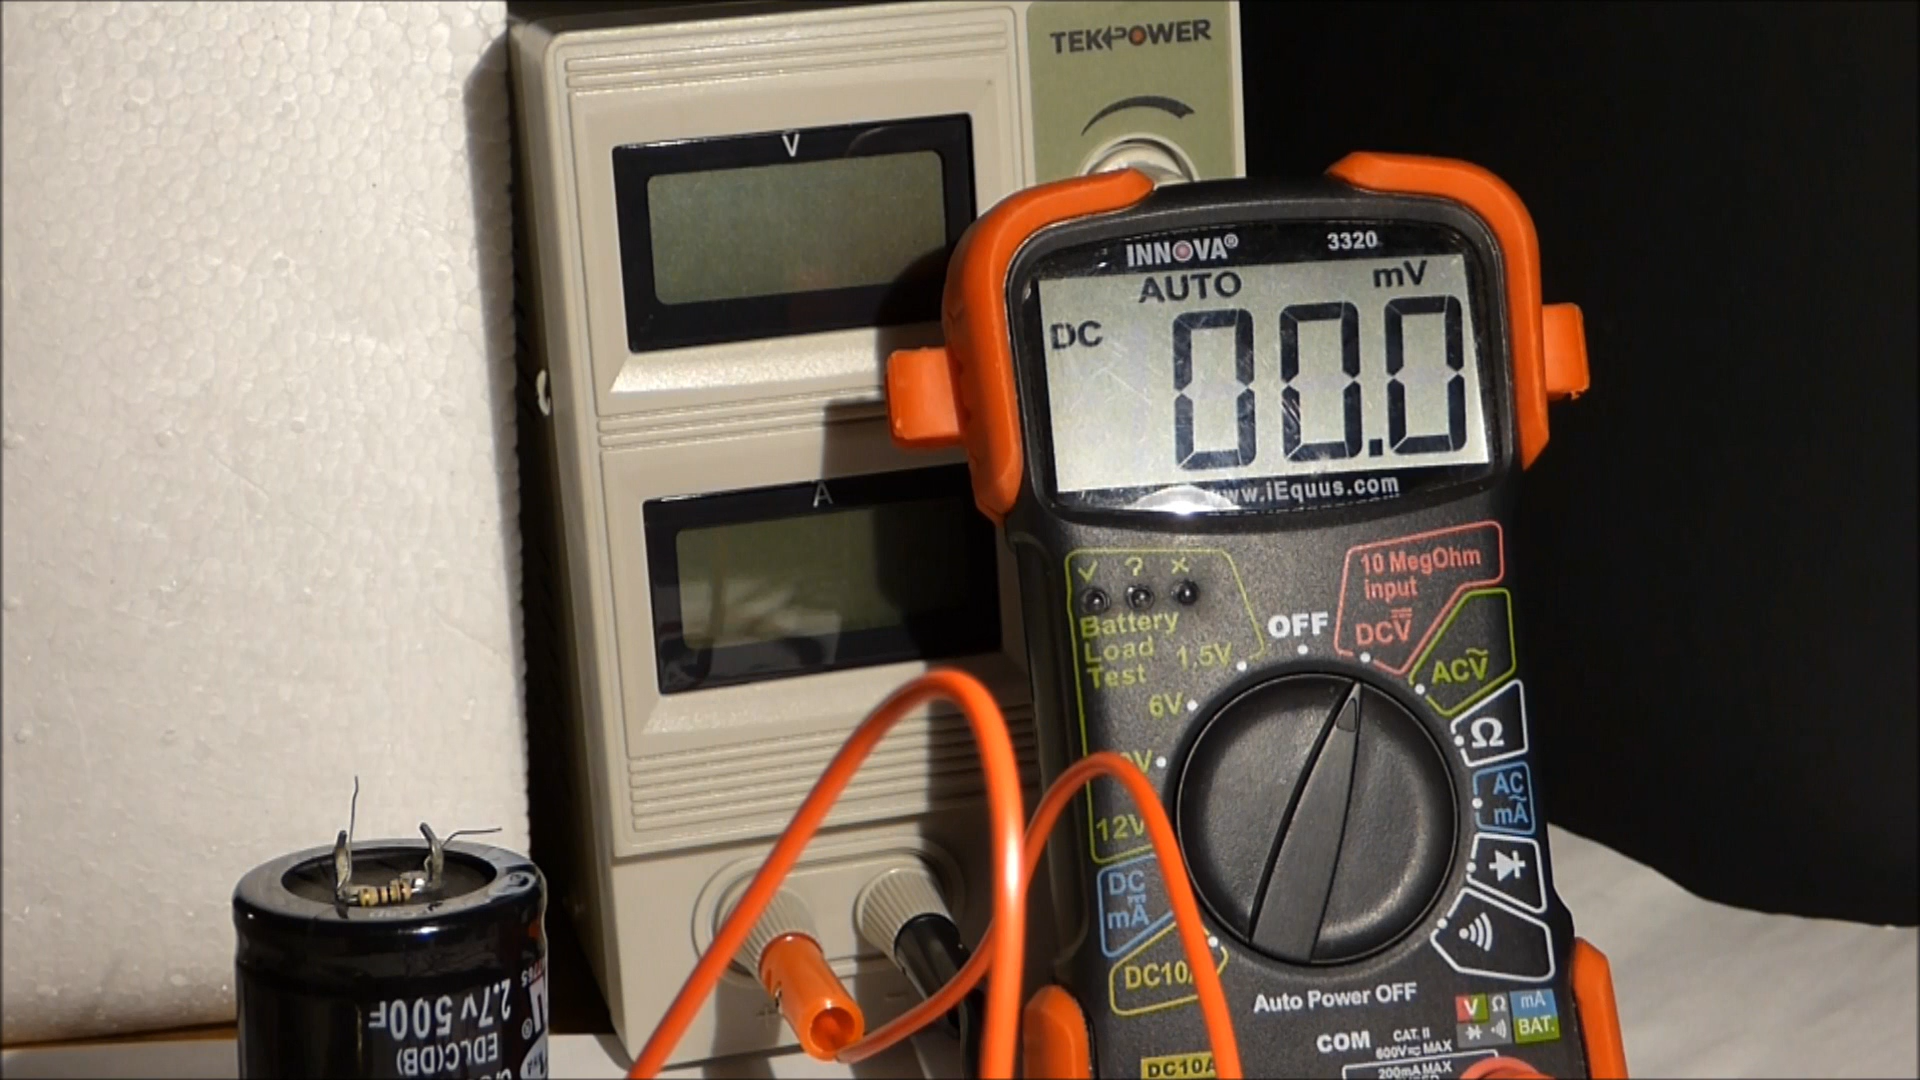 TEKPOWER
V
A
INNOVA® 3320
AUTO mV
DC 00.0
www.iEquus.com
10 MegOhm
input
DCV
✓ ? X
Battery
Load
Test
OFF
1.5V
6V
12V
ACV
Ω
AC
mA
DC
mA
DC10A
Auto Power OFF
COM
CAT. II
600V MAX
V Ω mA
BAT.
200mA MAX
DC10A
2.7V 500F
EDLC(DB)